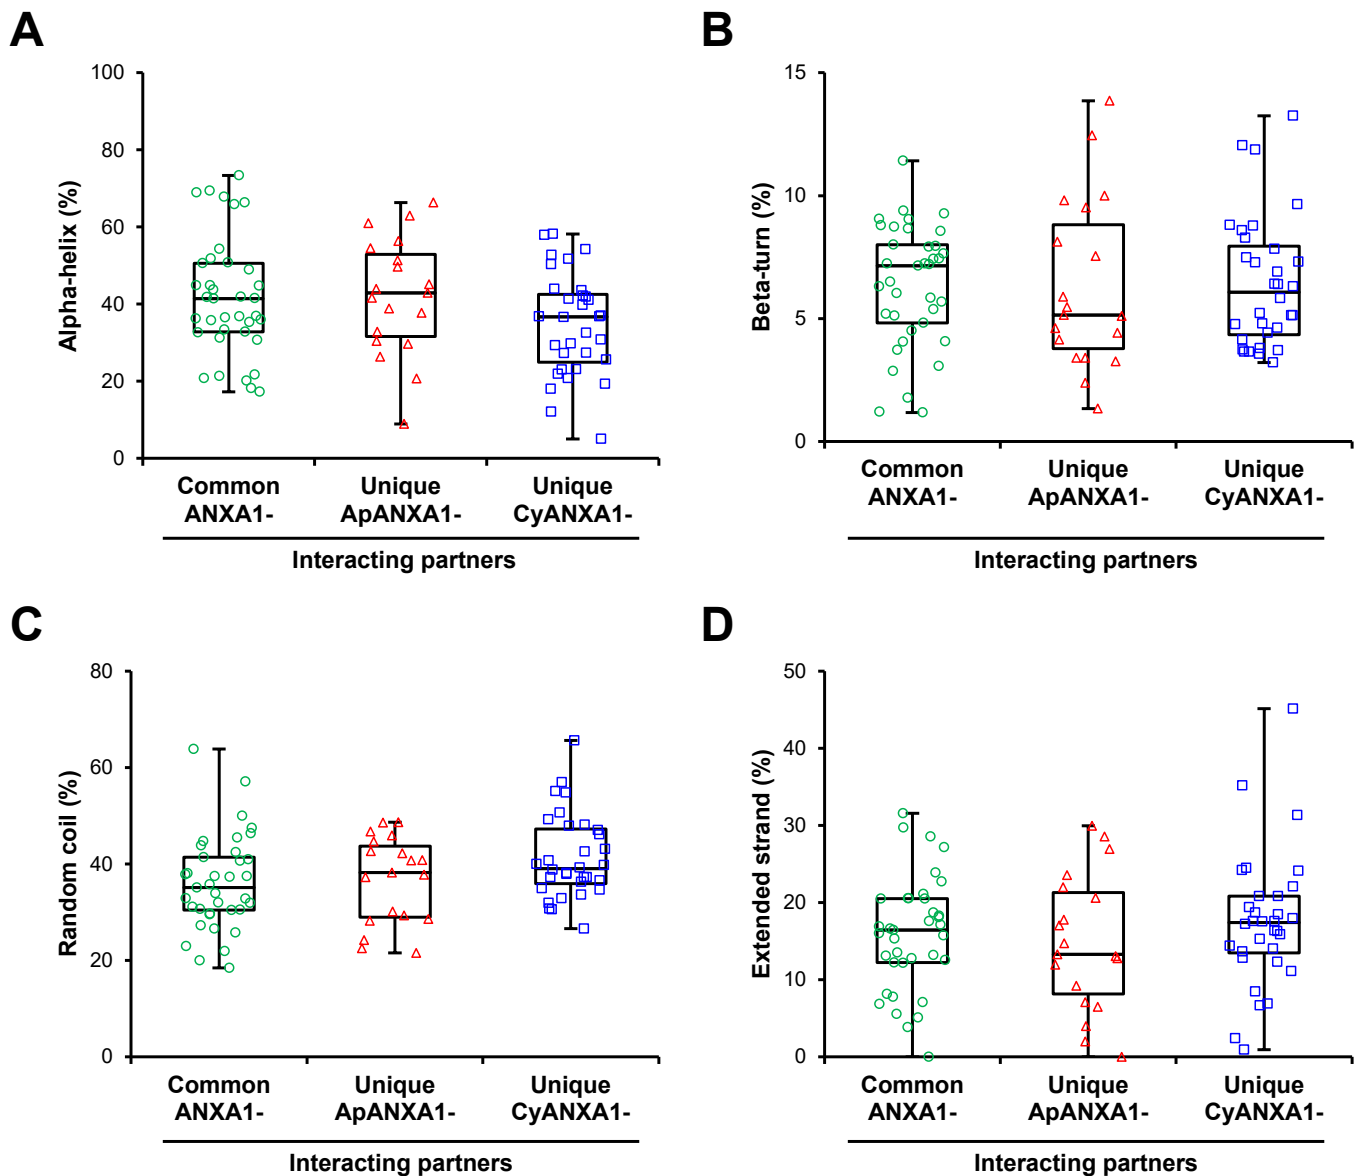 A
Alpha-helix (%)
100
80
60
40
20
0
Common
ANXA1-
Unique
ApANXA1-
Unique
CyANXA1-
Interacting partners
B
Beta-turn (%)
15
10
5
0
Common
ANXA1-
Unique
ApANXA1-
Unique
CyANXA1-
Interacting partners
C
Random coil (%)
80
60
40
20
0
Common
ANXA1-
Unique
ApANXA1-
Unique
CyANXA1-
Interacting partners
D
Extended strand (%)
50
40
30
20
10
0
Common
ANXA1-
Unique
ApANXA1-
Unique
CyANXA1-
Interacting partners